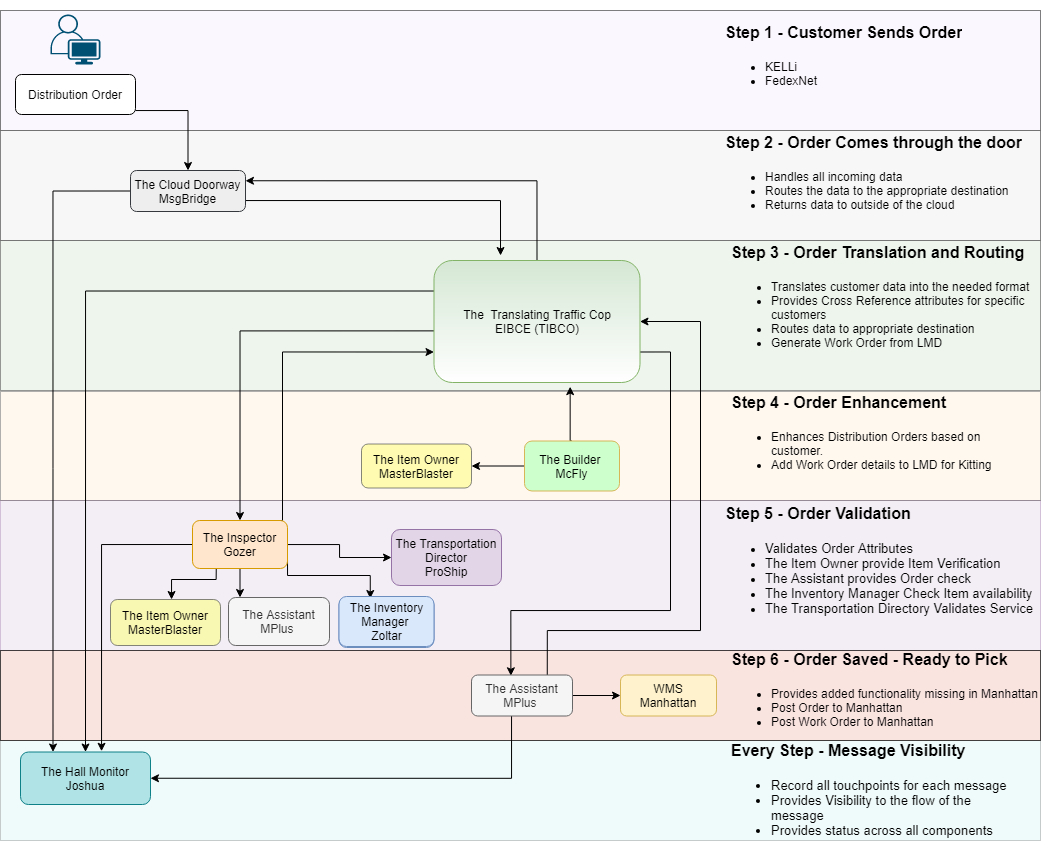 Step 1 - Customer Sends Order
KELLi
FedexNet
Distribution Order
Step 2 - Order Comes through the door
Handles all incoming data
Routes the data to the appropriate destination
Returns data to outside of the cloud
The Cloud Doorway
MsgBridge
Step 3 - Order Translation and Routing
Translates customer data into the needed format
Provides Cross Reference attributes for specific
customers
Routes data to appropriate destination
Generate Work Order from LMD
The Translating Traffic Cop
EIBCE (TIBCO)
Step 4 - Order Enhancement
Enhances Distribution Orders based on
customer.
Add Work Order details to LMD for Kitting
The Item Owner
MasterBlaster
The Builder
McFly
Step 5 - Order Validation
Validates Order Attributes
The Item Owner provide Item Verification
The Assistant provides Order check
The Inventory Manager Check Item availability
The Transportation Directory Validates Service
The Inspector
Gozer
The Transportation
Director
ProShip
The Item Owner
MasterBlaster
The Assistant
MPlus
The Inventory
Manager
Zoltar
Step 6 - Order Saved - Ready to Pick
Provides added functionality missing in Manhattan
Post Order to Manhattan
Post Work Order to Manhattan
The Assistant
MPlus
WMS
Manhattan
Every Step - Message Visibility
Record all touchpoints for each message
Provides Visibility to the flow of the
message
Provides status across all components
The Hall Monitor
Joshua